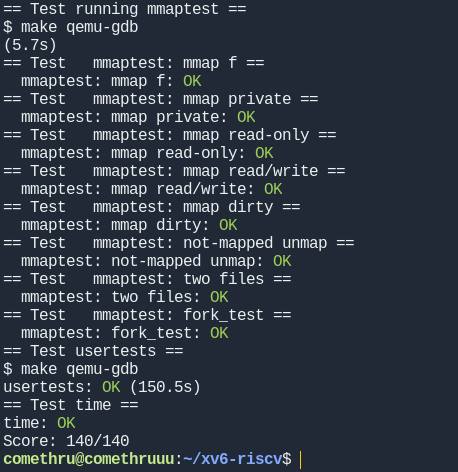 == Test running mmaptest ==
$ make qemu-gdb
(5.7s)
== Test   mmaptest: mmap f ==
  mmaptest: mmap f: OK
== Test   mmaptest: mmap private ==
  mmaptest: mmap private: OK
== Test   mmaptest: mmap read-only ==
  mmaptest: mmap read-only: OK
== Test   mmaptest: mmap read/write ==
  mmaptest: mmap read/write: OK
== Test   mmaptest: mmap dirty ==
  mmaptest: mmap dirty: OK
== Test   mmaptest: not-mapped unmap ==
  mmaptest: not-mapped unmap: OK
== Test   mmaptest: two files ==
  mmaptest: two files: OK
== Test   mmaptest: fork_test ==
  mmaptest: fork_test: OK
== Test usertests ==
$ make qemu-gdb
usertests: OK (150.5s)
== Test time ==
time: OK
Score: 140/140
comethru@comethruuu:~/xv6-riscv$